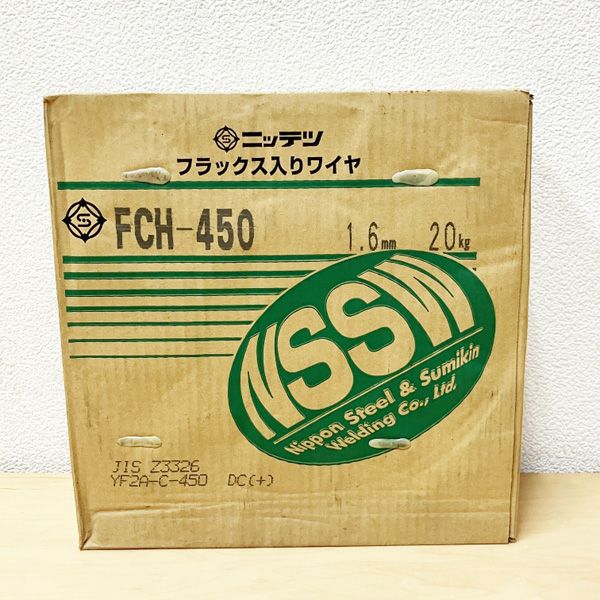 ニッテツ
フラックス入りワイヤ
FCH-450 1.6mm 20kg
NSSW
Nippon Steel & Sumikin
Welding Co., Ltd.
JIS Z3326
YF2A-C-450 DC(+)